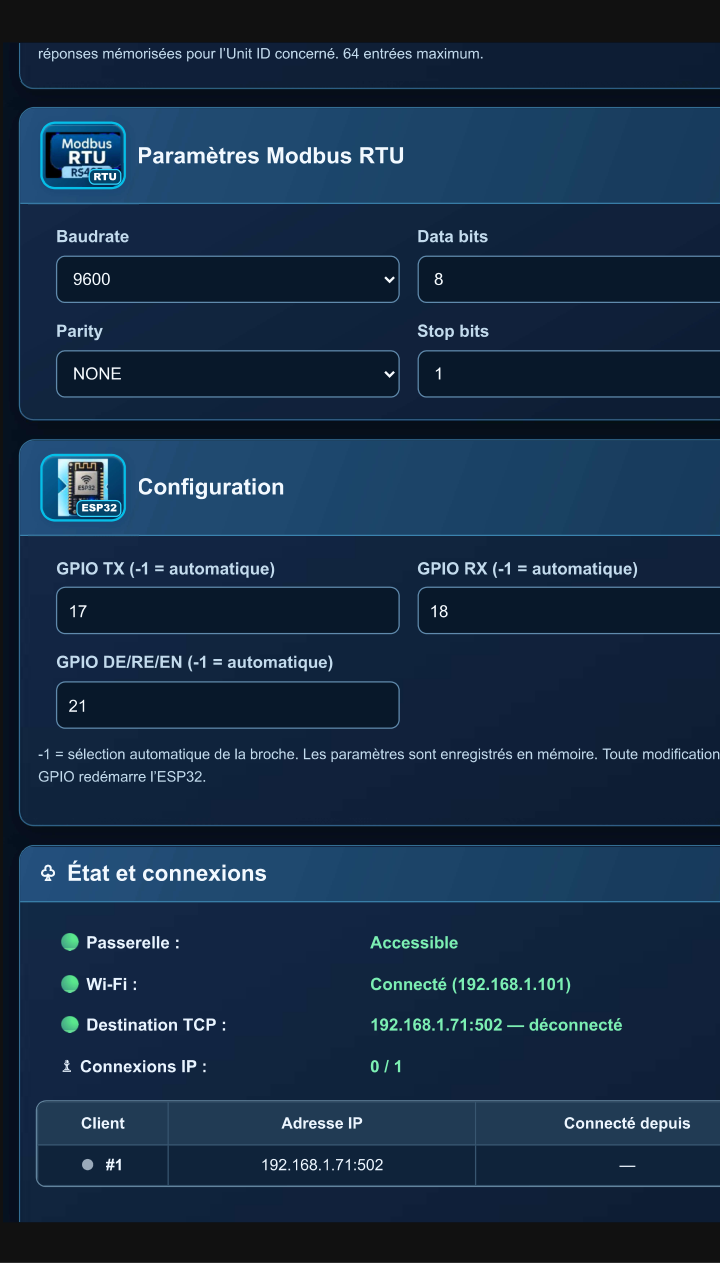 réponses mémorisées pour l'Unit ID concerné. 64 entrées maximum.
Modbus
RTU
RTU
Paramètres Modbus RTU
Baudrate
Data bits
9600
8
Parity
Stop bits
NONE
1
ESP32
ESP32
Configuration
GPIO TX (-1 = automatique)
GPIO RX (-1 = automatique)
17
18
GPIO DE/RE/EN (-1 = automatique)
21
-1 = sélection automatique de la broche. Les paramètres sont enregistrés en mémoire. Toute modification
GPIO redémarre l'ESP32.
État et connexions
Passerelle :
Accessible
Wi-Fi :
Connecté (192.168.1.101)
Destination TCP :
192.168.1.71:502 — déconnecté
Connexions IP :
0 / 1
Client
Adresse IP
Connecté depuis
#1
192.168.1.71:502
—